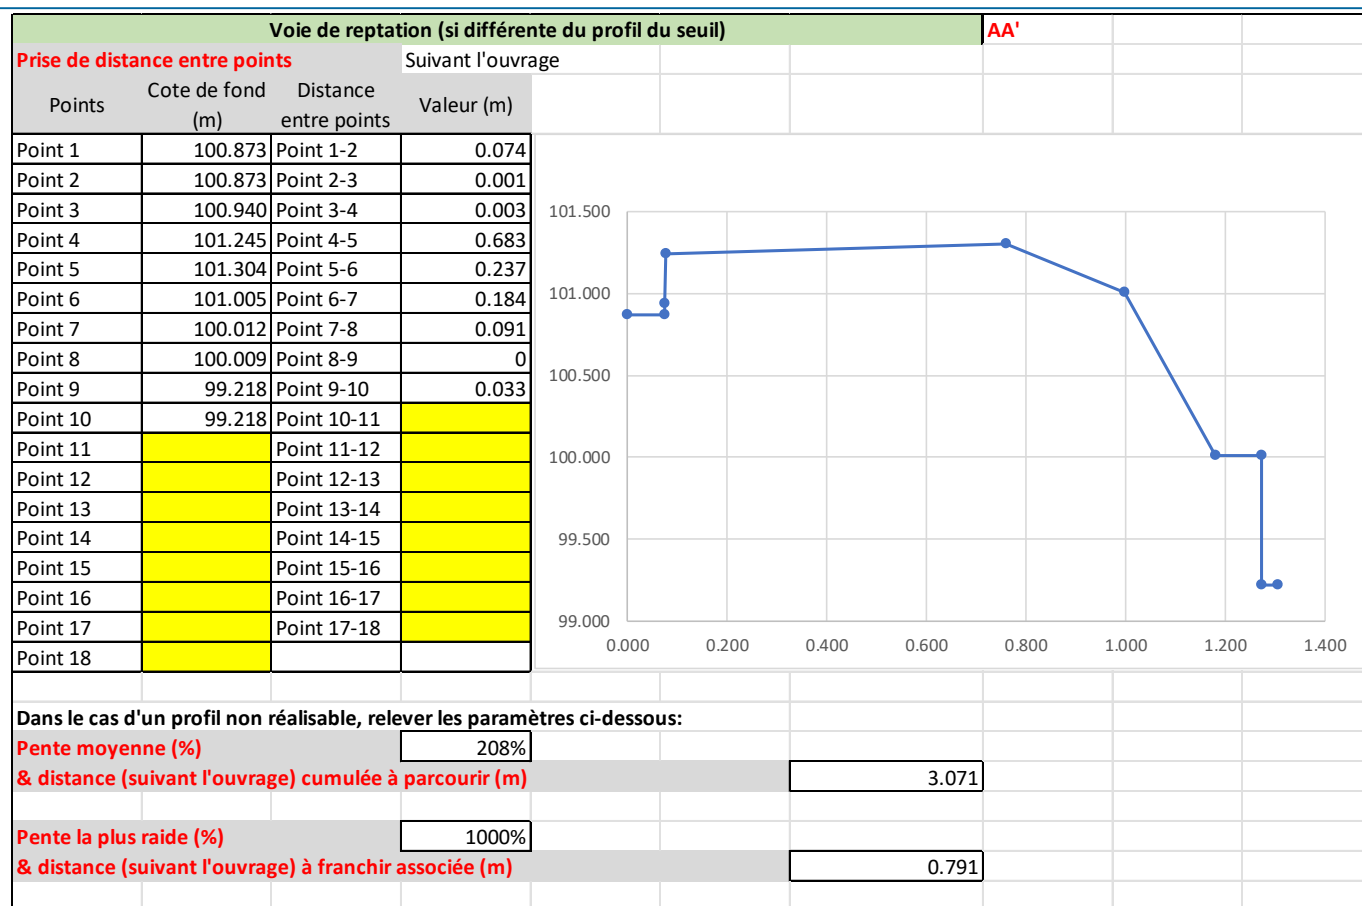 Voie de reptation (si différente du profil du seuil) AA'
Prise de distance entre points Suivant l'ouvrage
Points Cote de fond (m) Distance entre points Valeur (m)
Point 1 100.873 Point 1-2 0.074
Point 2 100.873 Point 2-3 0.001
Point 3 100.940 Point 3-4 0.003
Point 4 101.245 Point 4-5 0.683
Point 5 101.304 Point 5-6 0.237
Point 6 101.005 Point 6-7 0.184
Point 7 100.012 Point 7-8 0.091
Point 8 100.009 Point 8-9 0
Point 9 99.218 Point 9-10 0.033
Point 10 99.218 Point 10-11
Point 11 Point 11-12
Point 12 Point 12-13
Point 13 Point 13-14
Point 14 Point 14-15
Point 15 Point 15-16
Point 16 Point 16-17
Point 17 Point 17-18
Point 18
101.500
101.000
100.500
100.000
99.500
99.000
0.000 0.200 0.400 0.600 0.800 1.000 1.200 1.400
Dans le cas d'un profil non réalisable, relever les paramètres ci-dessous:
Pente moyenne (%) 208%
& distance (suivant l'ouvrage) cumulée à parcourir (m) 3.071
Pente la plus raide (%) 1000%
& distance (suivant l'ouvrage) à franchir associée (m) 0.791